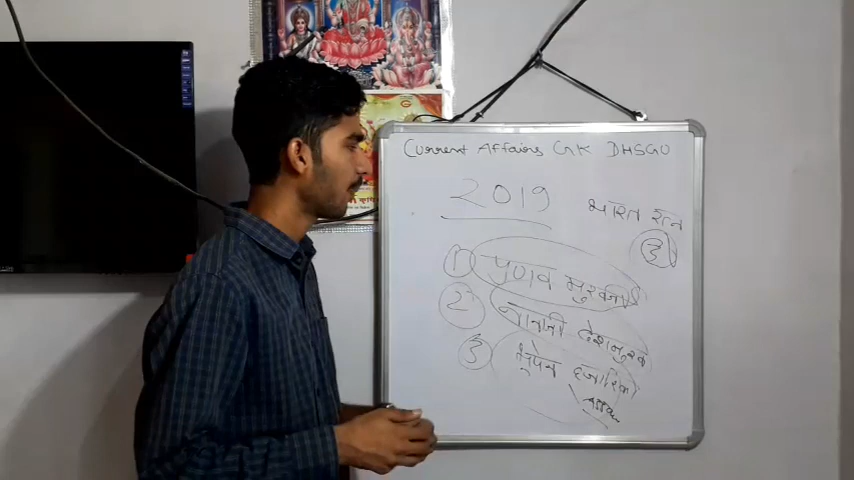 Current Affairs GK DHSGU
2019
भारत रत्न
③
① प्रणव मुखर्जी
② नानाजी देशमुख
③ भूपेन हजारिका